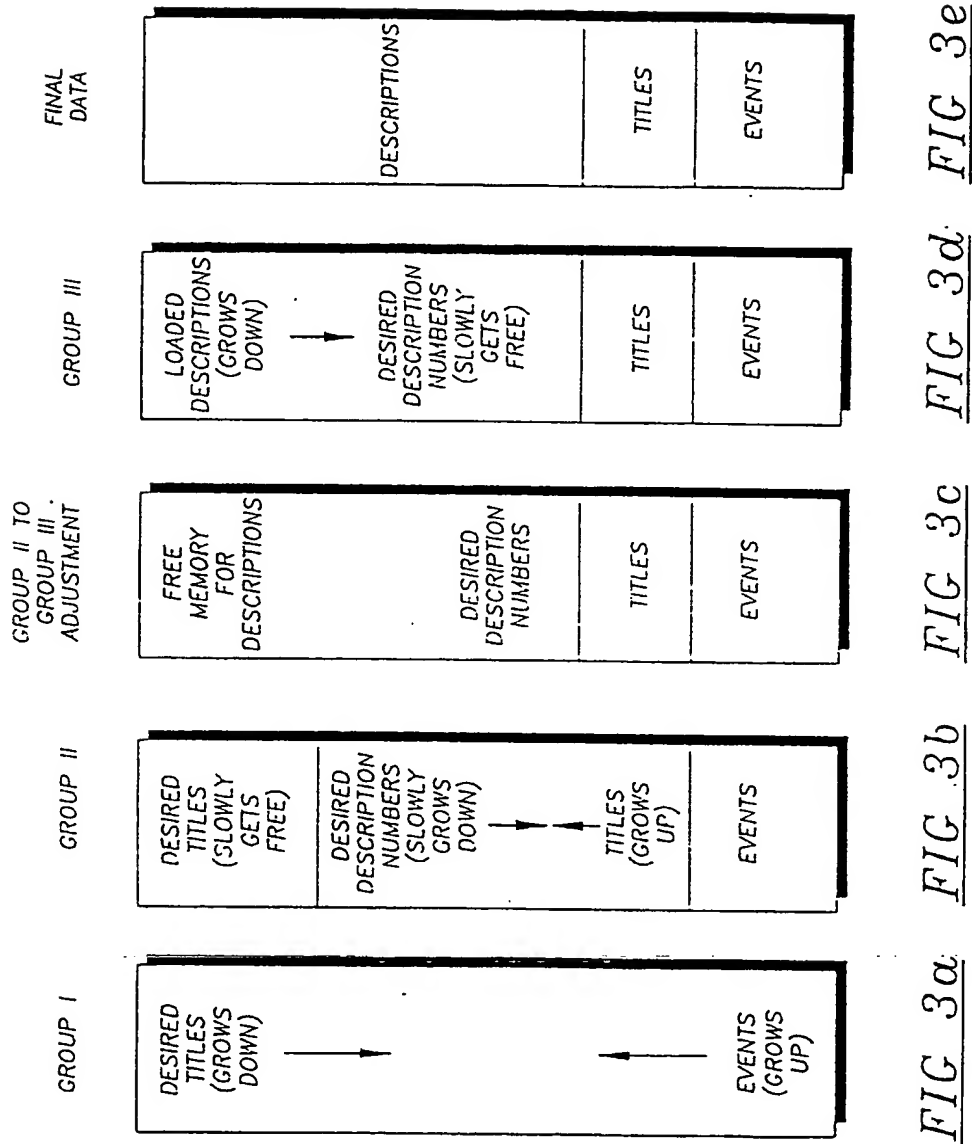 GROUP I
DESIRED
TITLES
(GROWS
DOWN)
EVENTS
(GROWS
UP)
FIG 3a
GROUP II
DESIRED
TITLES
(SLOWLY
GETS
FREE)
DESIRED
DESCRIPTION
NUMBERS
(SLOWLY
GROWS
DOWN)
TITLES
(GROWS
UP)
EVENTS
FIG 3b
GROUP II TO
GROUP III
ADJUSTMENT
FREE
MEMORY
FOR
DESCRIPTIONS
DESIRED
DESCRIPTION
NUMBERS
TITLES
EVENTS
FIG 3c
GROUP III
LOADED
DESCRIPTIONS
(GROWS
DOWN)
DESIRED
DESCRIPTION
NUMBERS
(SLOWLY
GETS
FREE)
TITLES
EVENTS
FIG 3d
FINAL
DATA
DESCRIPTIONS
TITLES
EVENTS
FIG 3e